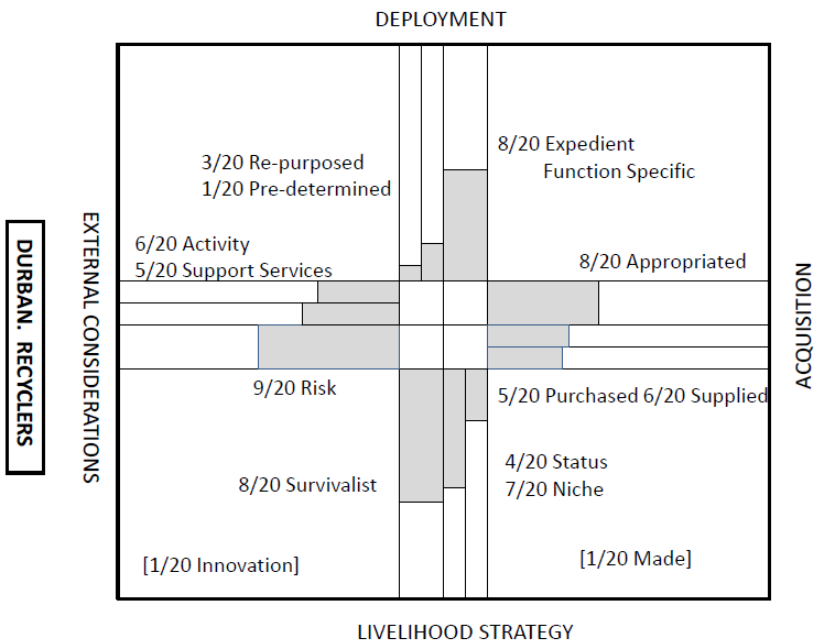 DEPLOYMENT
8/20 Expedient
Function Specific
3/20 Re-purposed
1/20 Pre-determined
6/20 Activity
5/20 Support Services
8/20 Appropriated
DURBAN. RECYCLERS
EXTERNAL CONSIDERATIONS
ACQUISITION
9/20 Risk
5/20 Purchased 6/20 Supplied
8/20 Survivalist
4/20 Status
7/20 Niche
[1/20 Innovation]
[1/20 Made]
LIVELIHOOD STRATEGY